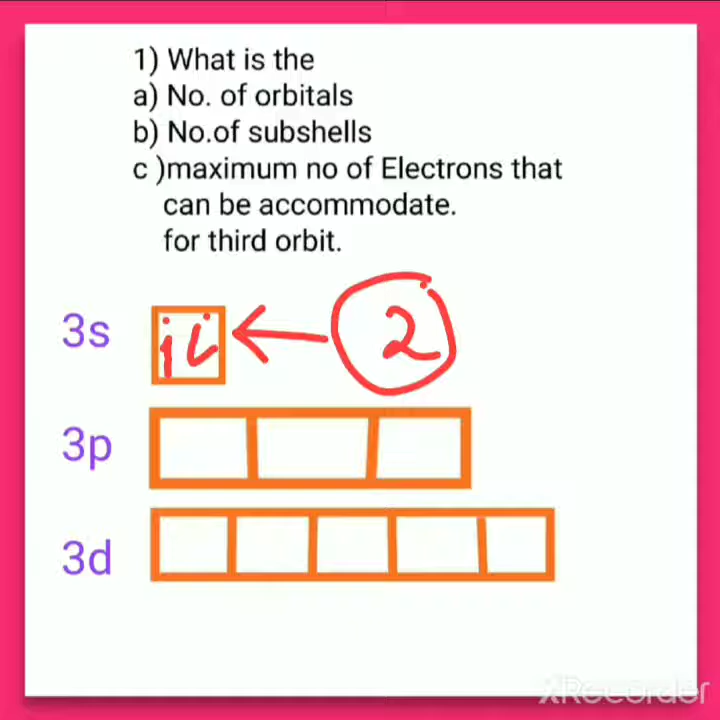 1) What is the
a) No. of orbitals
b) No.of subshells
c )maximum no of Electrons that
can be accommodate.
for third orbit.
3s
2
3p
3d
XRecorder